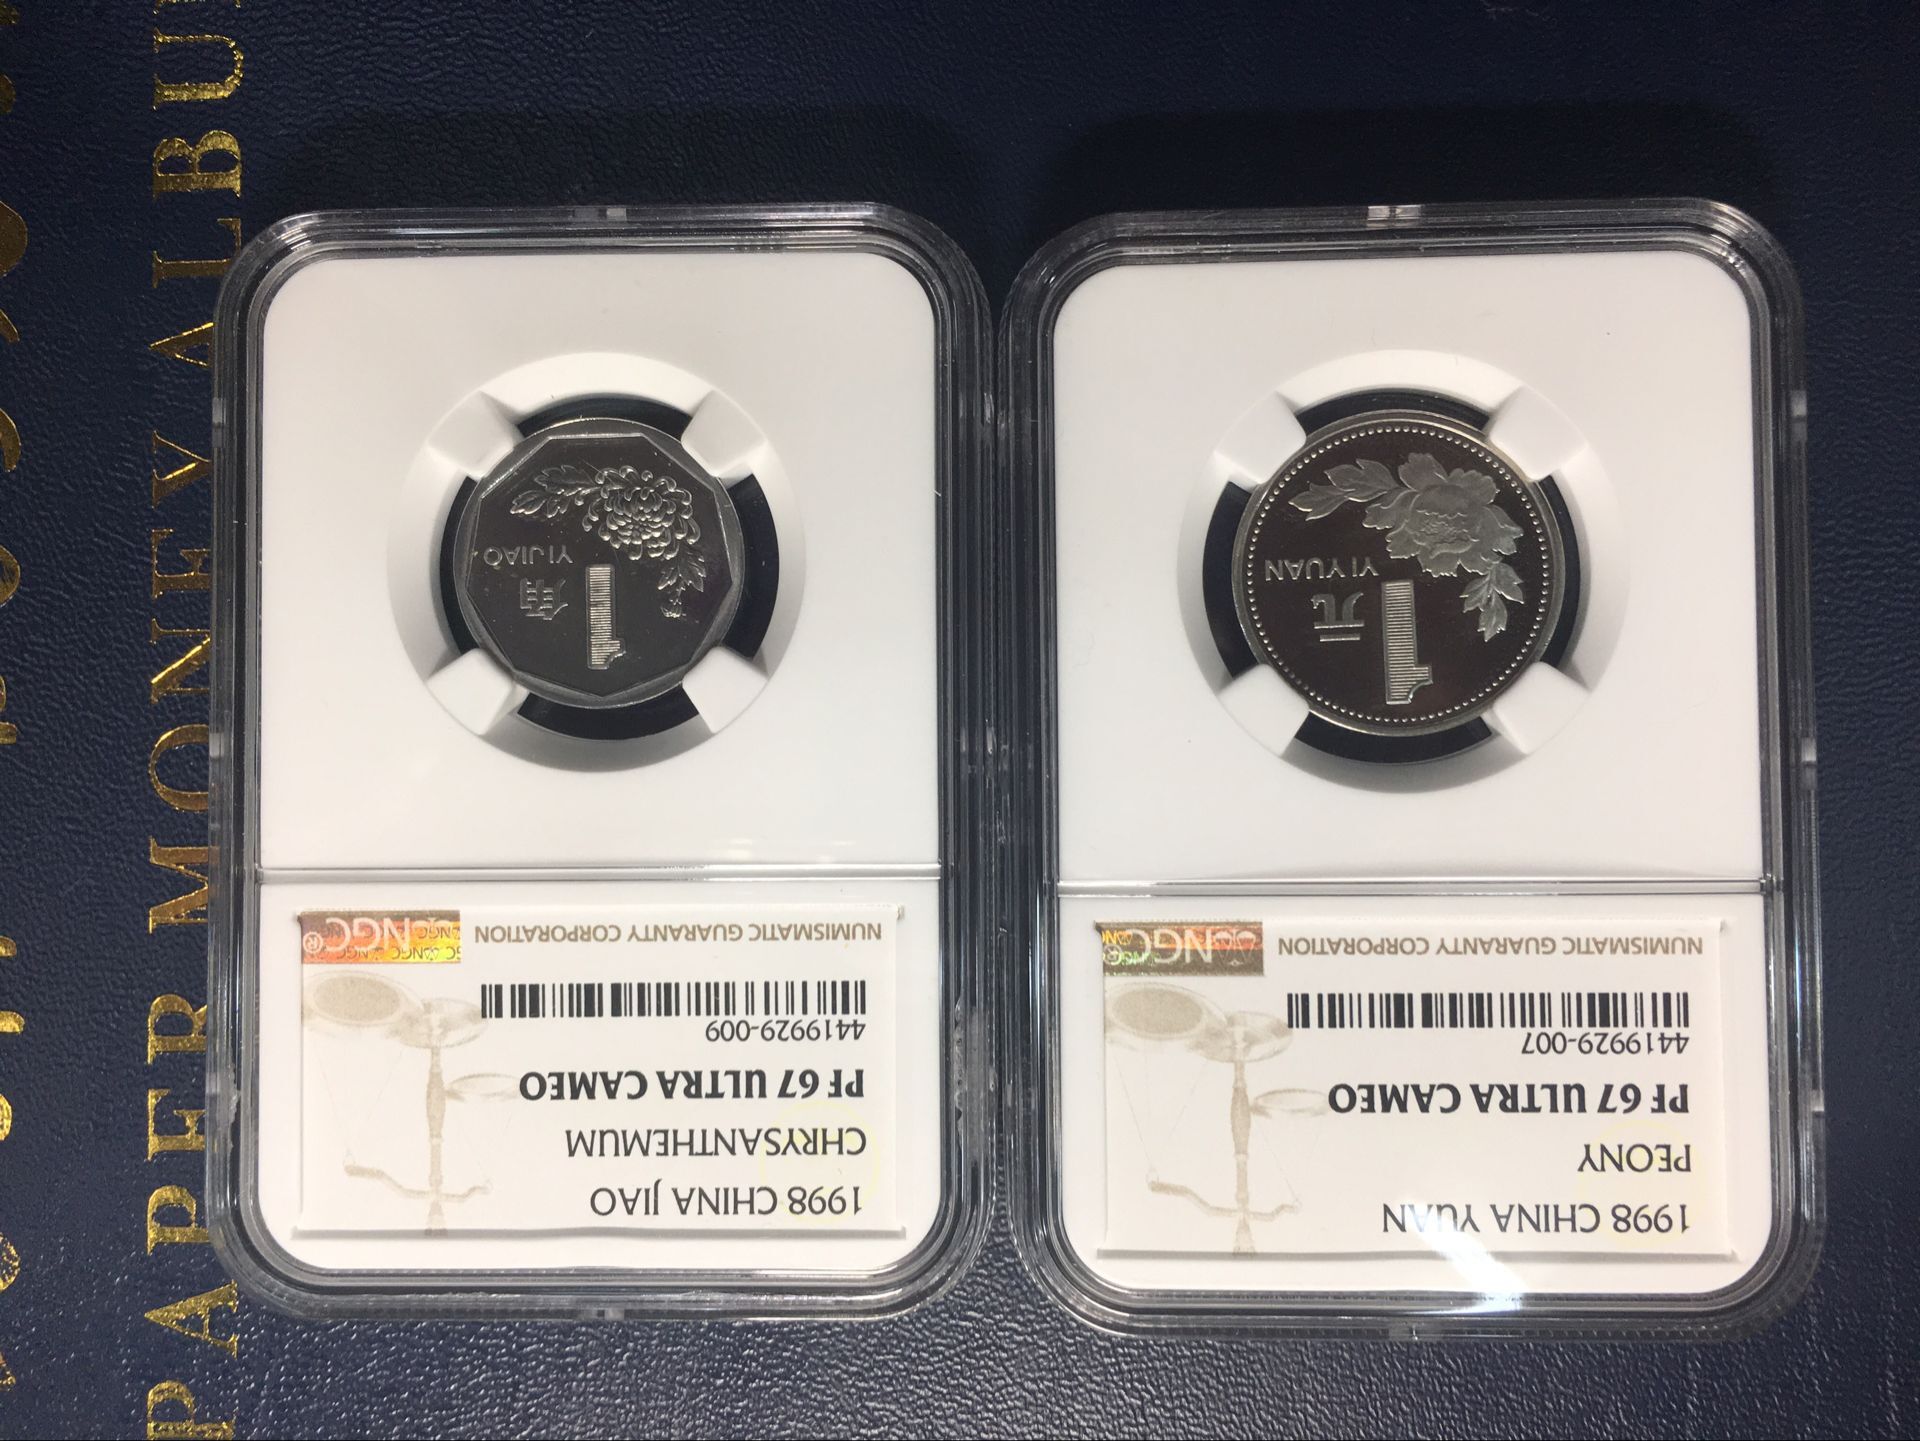 PAPER MONEY ALBU
1998 CHINA YUAN
PEONY
PF 67 ULTRA CAMEO
4419929-007
NGC
NUMISMATIC GUARANTY CORPORATION
1
元
YI YUAN
1998 CHINA JIAO
CHRYSANTHEMUM
PF 67 ULTRA CAMEO
4419929-009
NGC®
NUMISMATIC GUARANTY CORPORATION
1
角
YI JIAO